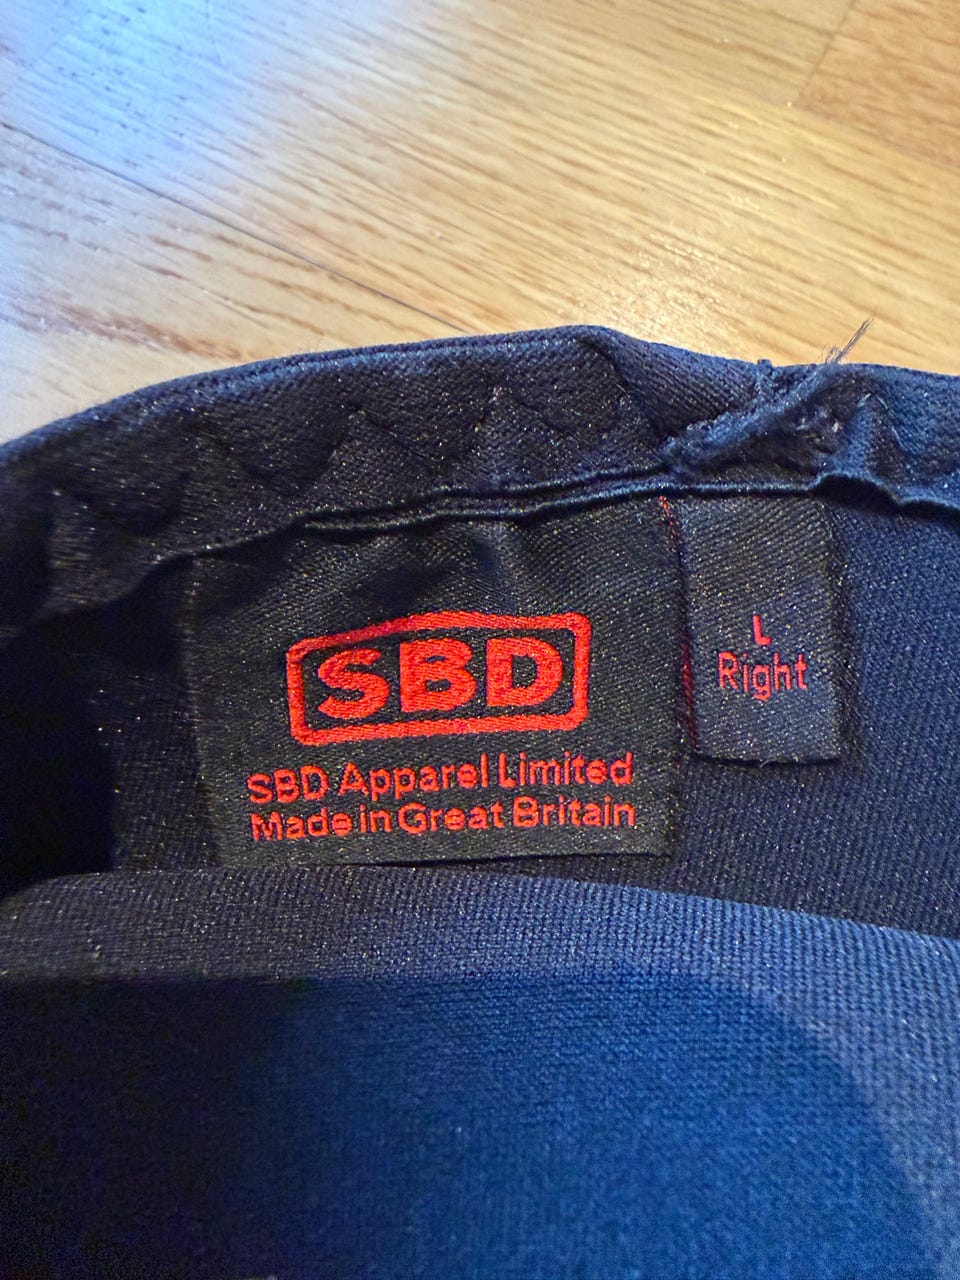 SBD
SBD Apparel Limited
Made in Great Britain
L
Right